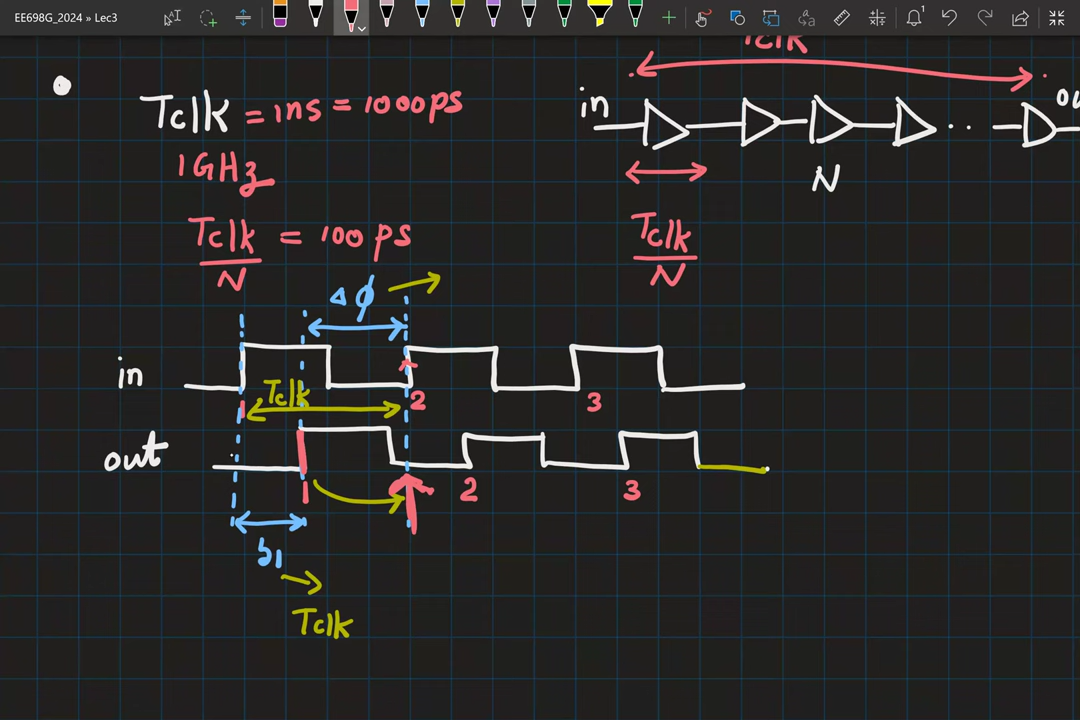 EE698G_2024 » Lec3
Tclk
Tclk = 1ns = 1000ps
in
1GHz
N
Tclk/N = 100ps
Tclk/N
Δϕ
in
Tclk
2
3
out
1
2
3
Tclk